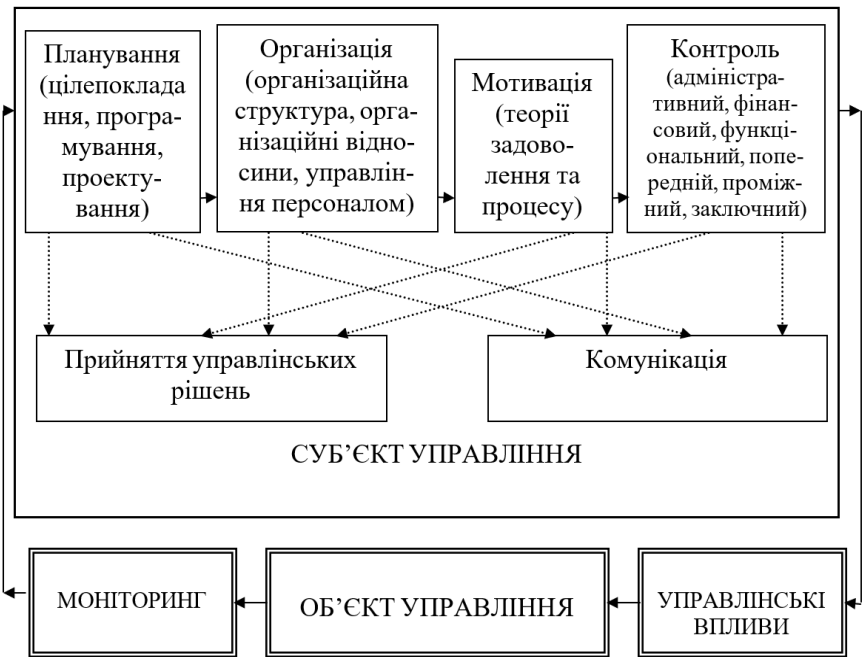 Планування
(цілепоклада
ння, програ-
мування,
проекту-
вання)
Організація
(організаційна
структура, орга-
нізаційні відно-
сини, управлін-
ня персоналом)
Мотивація
(теорії
задово-
лення та
процесу)
Контроль
(адміністра-
тивний, фінан-
совий, функці-
ональний, попе-
редній, проміж-
ний, заключний)
Прийняття управлінських
рішень
Комунікація
СУБ’ЄКТ УПРАВЛІННЯ
МОНІТОРИНГ
ОБ’ЄКТ УПРАВЛІННЯ
УПРАВЛІНСЬКІ
ВПЛИВИ